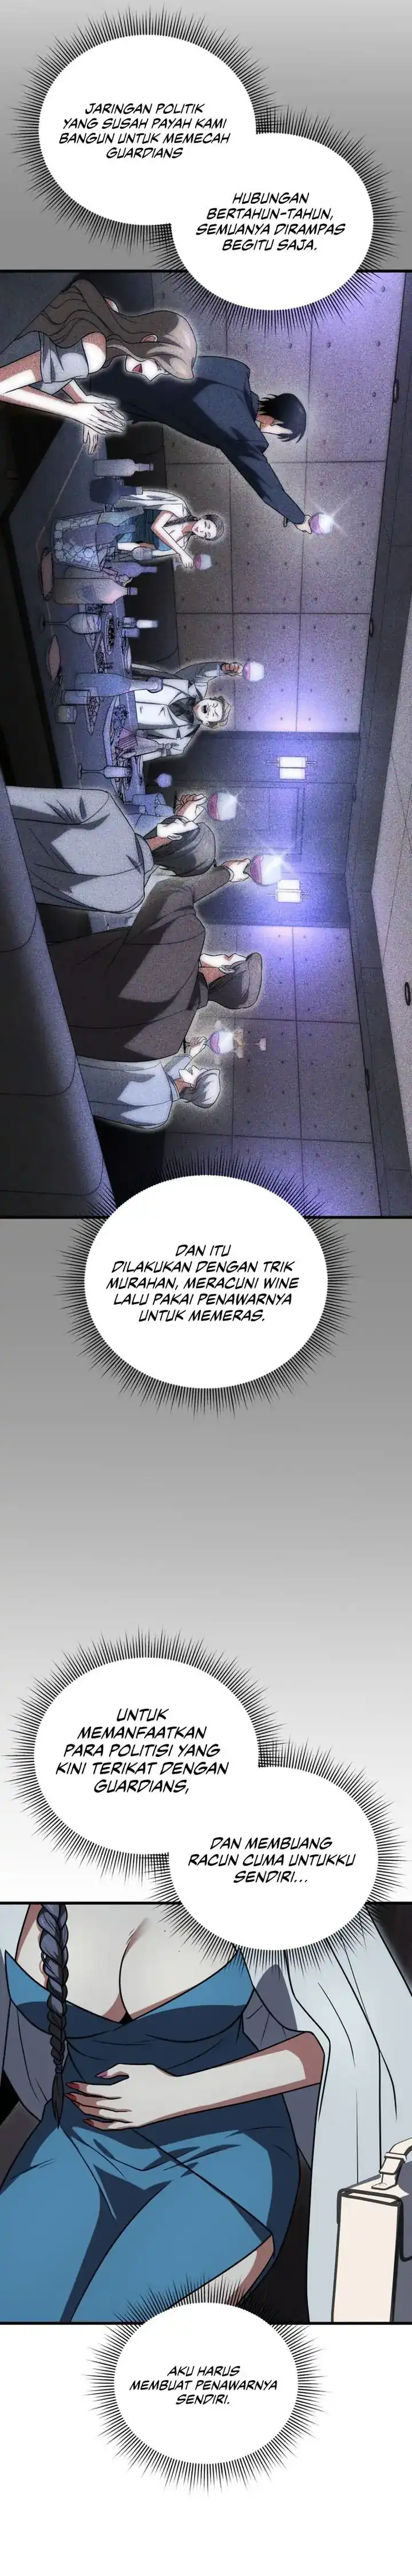 JARINGAN POLITIK
YANG SUSAH PAYAH KAMI
BANGUN UNTUK MEMECAH
GUARDIANS
HUBUNGAN
BERTAHUN-TAHUN,
SEMUANYA DIRAMPAS
BEGITU SAJA.
DAN ITU
DILAKUKAN DENGAN TRIK
MURAHAN, MERACUNI WINE
LALU PAKAI PENAWARNYA
UNTUK MEMERAS.
UNTUK
MEMANFAATKAN
PARA POLITISI YANG
KINI TERIKAT DENGAN
GUARDIANS,
DAN MEMBUANG
RACUN CUMA UNTUKKU
SENDIRI...
AKU HARUS
MEMBUAT PENAWARNYA
SENDIRI.